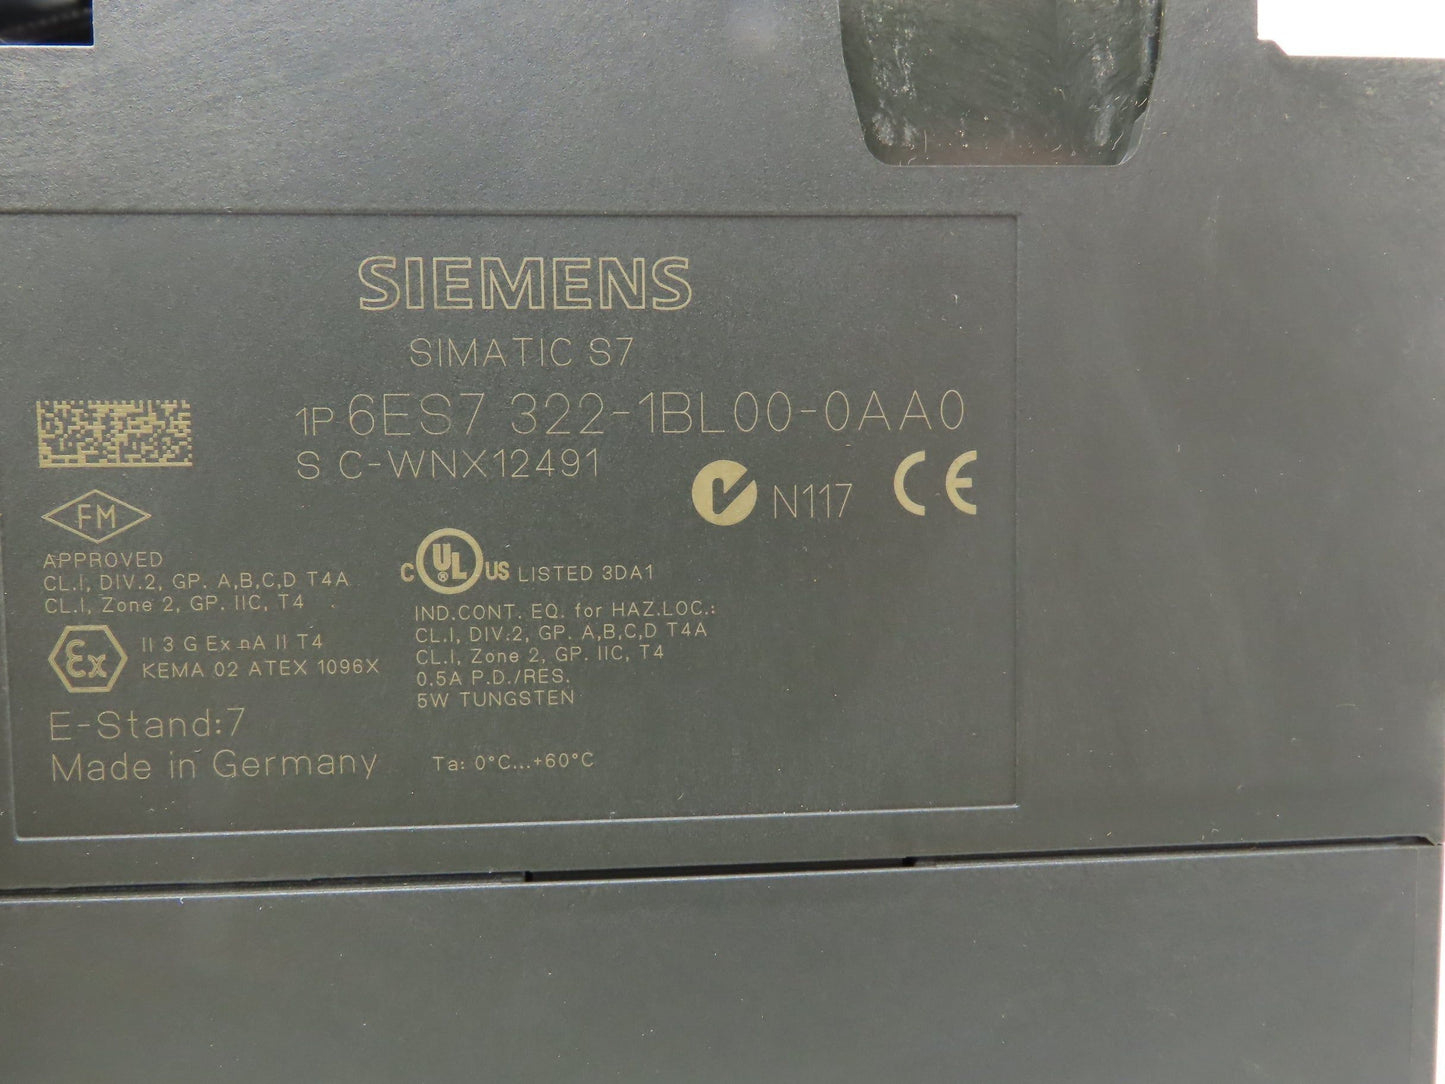 SIEMENS
SIMATIC S7
1P 6ES7 322-1BL00-0AA0
S C-WNX12491
N117 CE
FM
APPROVED
CL.I, DIV.2, GP. A,B,C,D T4A
CL.I, Zone 2, GP. IIC, T4
Ex
II 3 G Ex nA II T4
KEMA 02 ATEX 1096X
E-Stand:7
Made in Germany
C UL ® US LISTED 3DA1
IND.CONT. EQ. for HAZ.LOC.:
CL.I, DIV.2, GP. A,B,C,D T4A
CL.I, Zone 2, GP. IIC, T4
0.5A P.D./RES.
5W TUNGSTEN
Ta: 0°C...+60°C